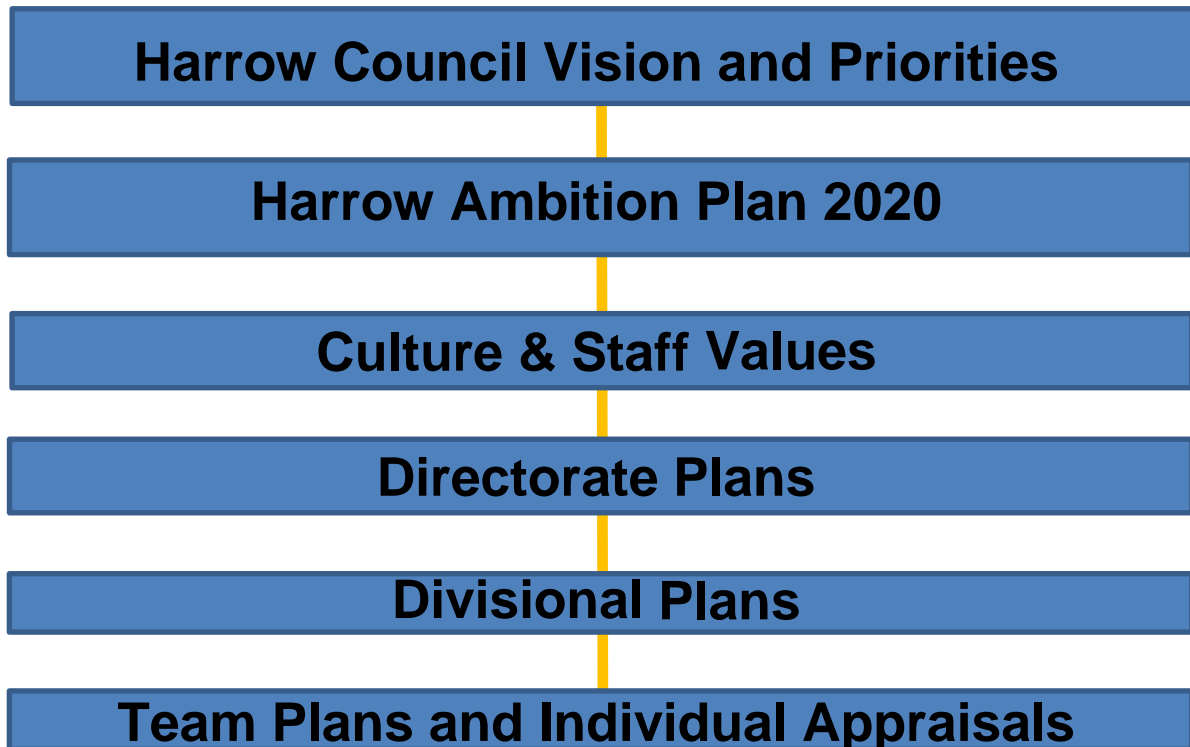 Harrow Council Vision and Priorities
Harrow Ambition Plan 2020
Culture & Staff Values
Directorate Plans
Divisional Plans
Team Plans and Individual Appraisals